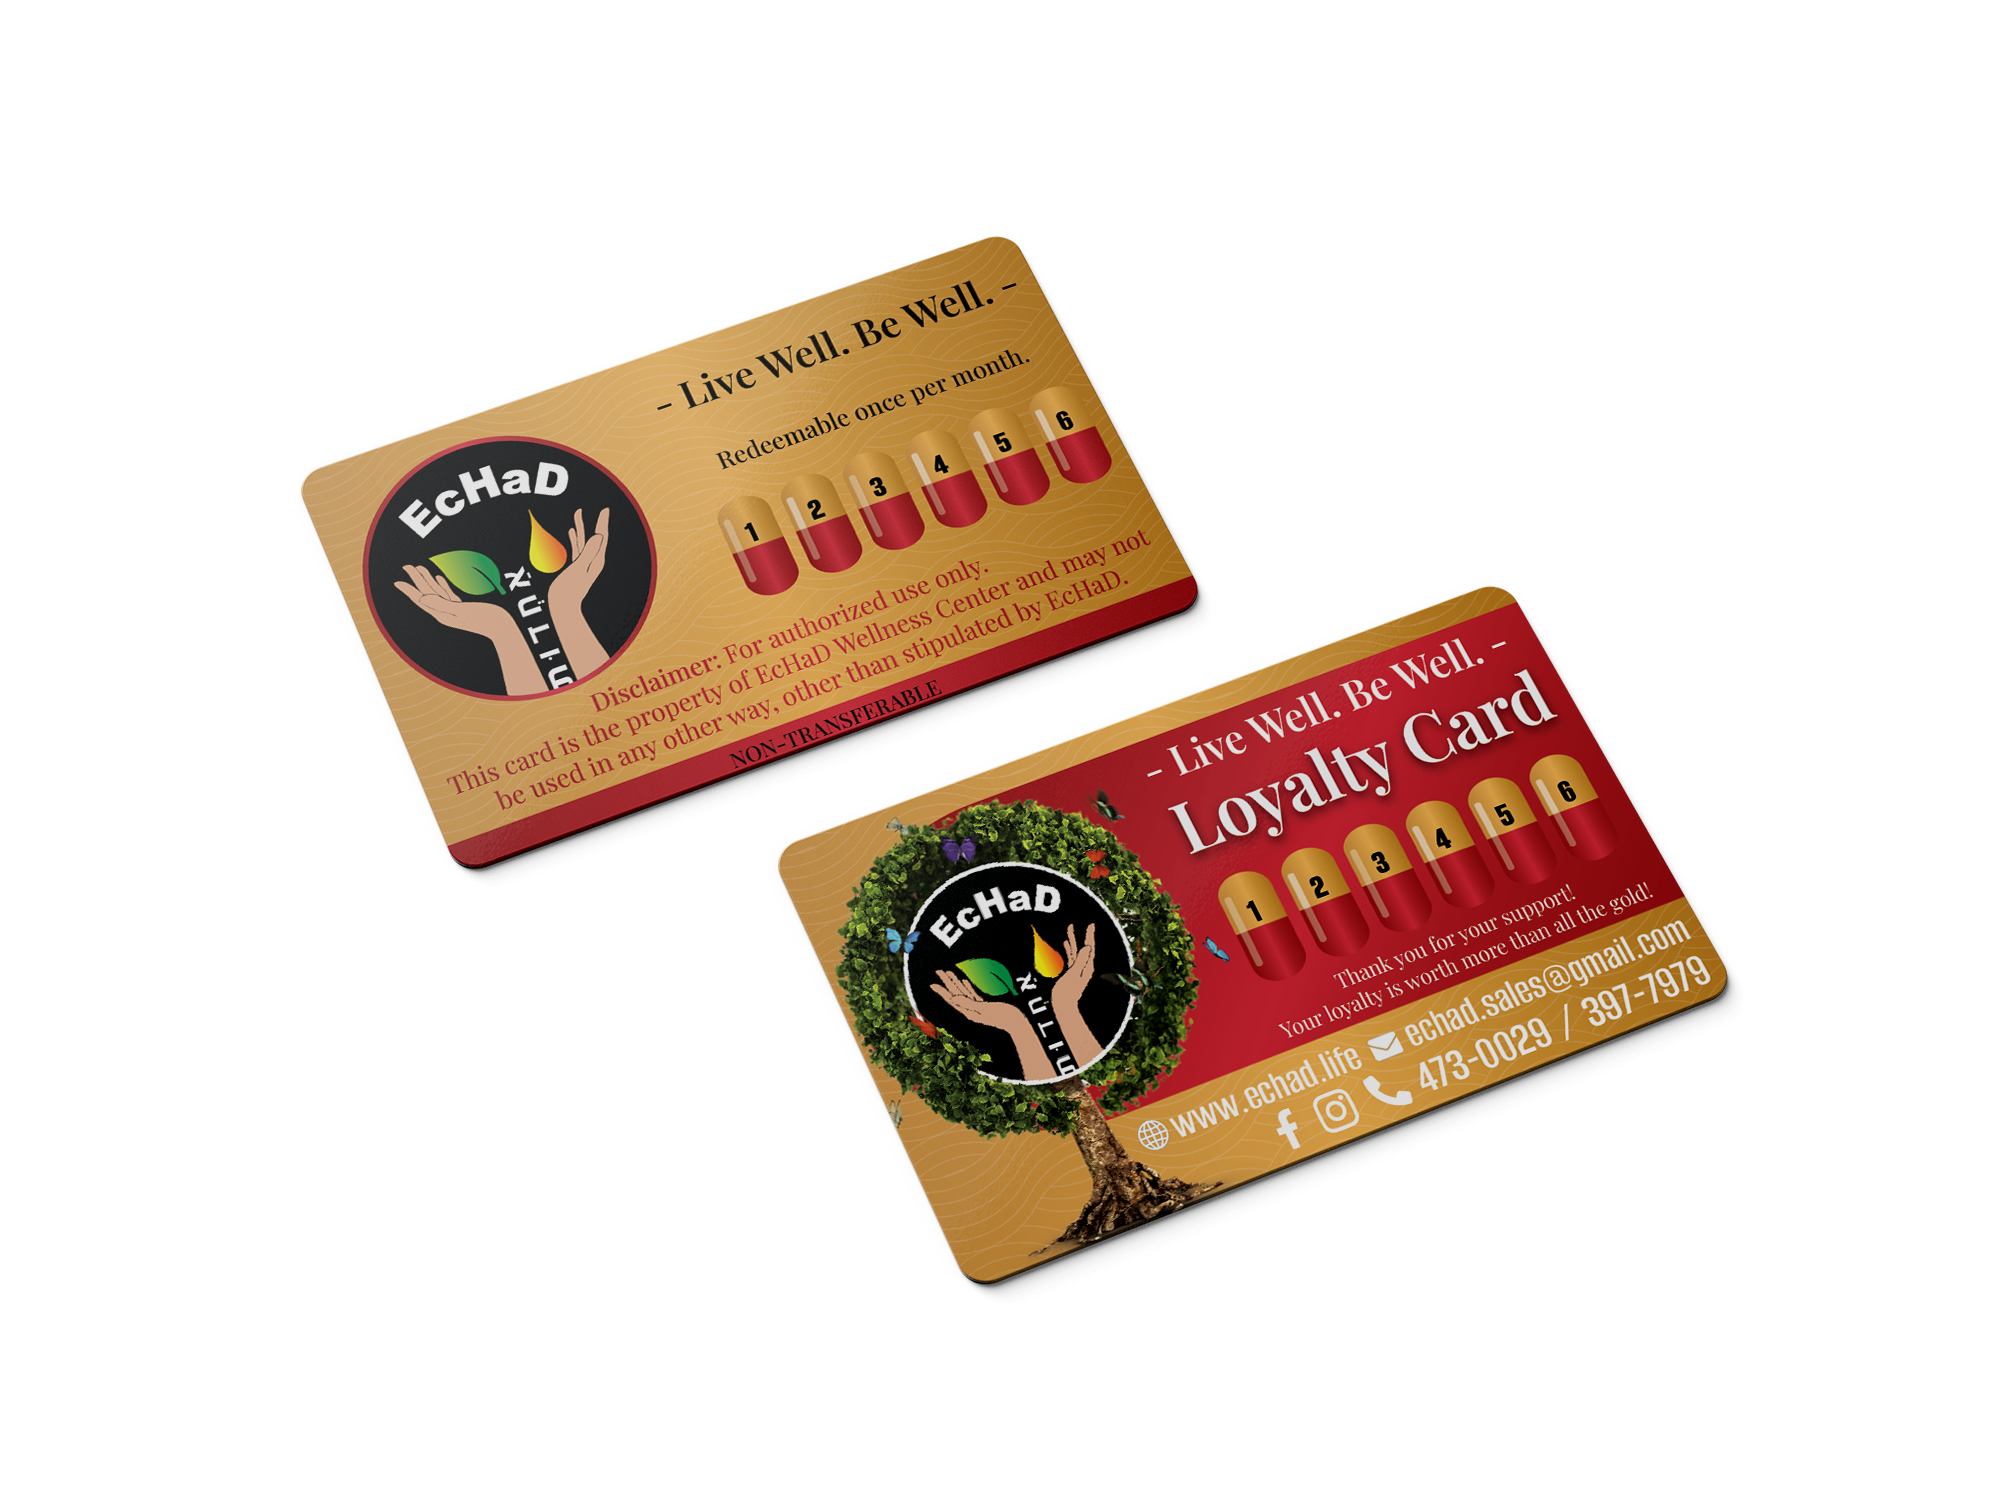 - Live Well. Be Well. -
Redeemable once per month.
1 2 3 4 5 6
EcHaD
אַחְדוּת
Disclaimer: For authorized use only.
This card is the property of EcHaD Wellness Center and may not
be used in any other way, other than stipulated by EcHaD.
NON-TRANSFERABLE
- Live Well. Be Well. -
Loyalty Card
1 2 3 4 5 6
EcHaD
אַחְדוּת
Thank you for your support!
Your loyalty is worth more than all the gold!
www.echad.life echad.sales@gmail.com
473-0029 / 397-7979